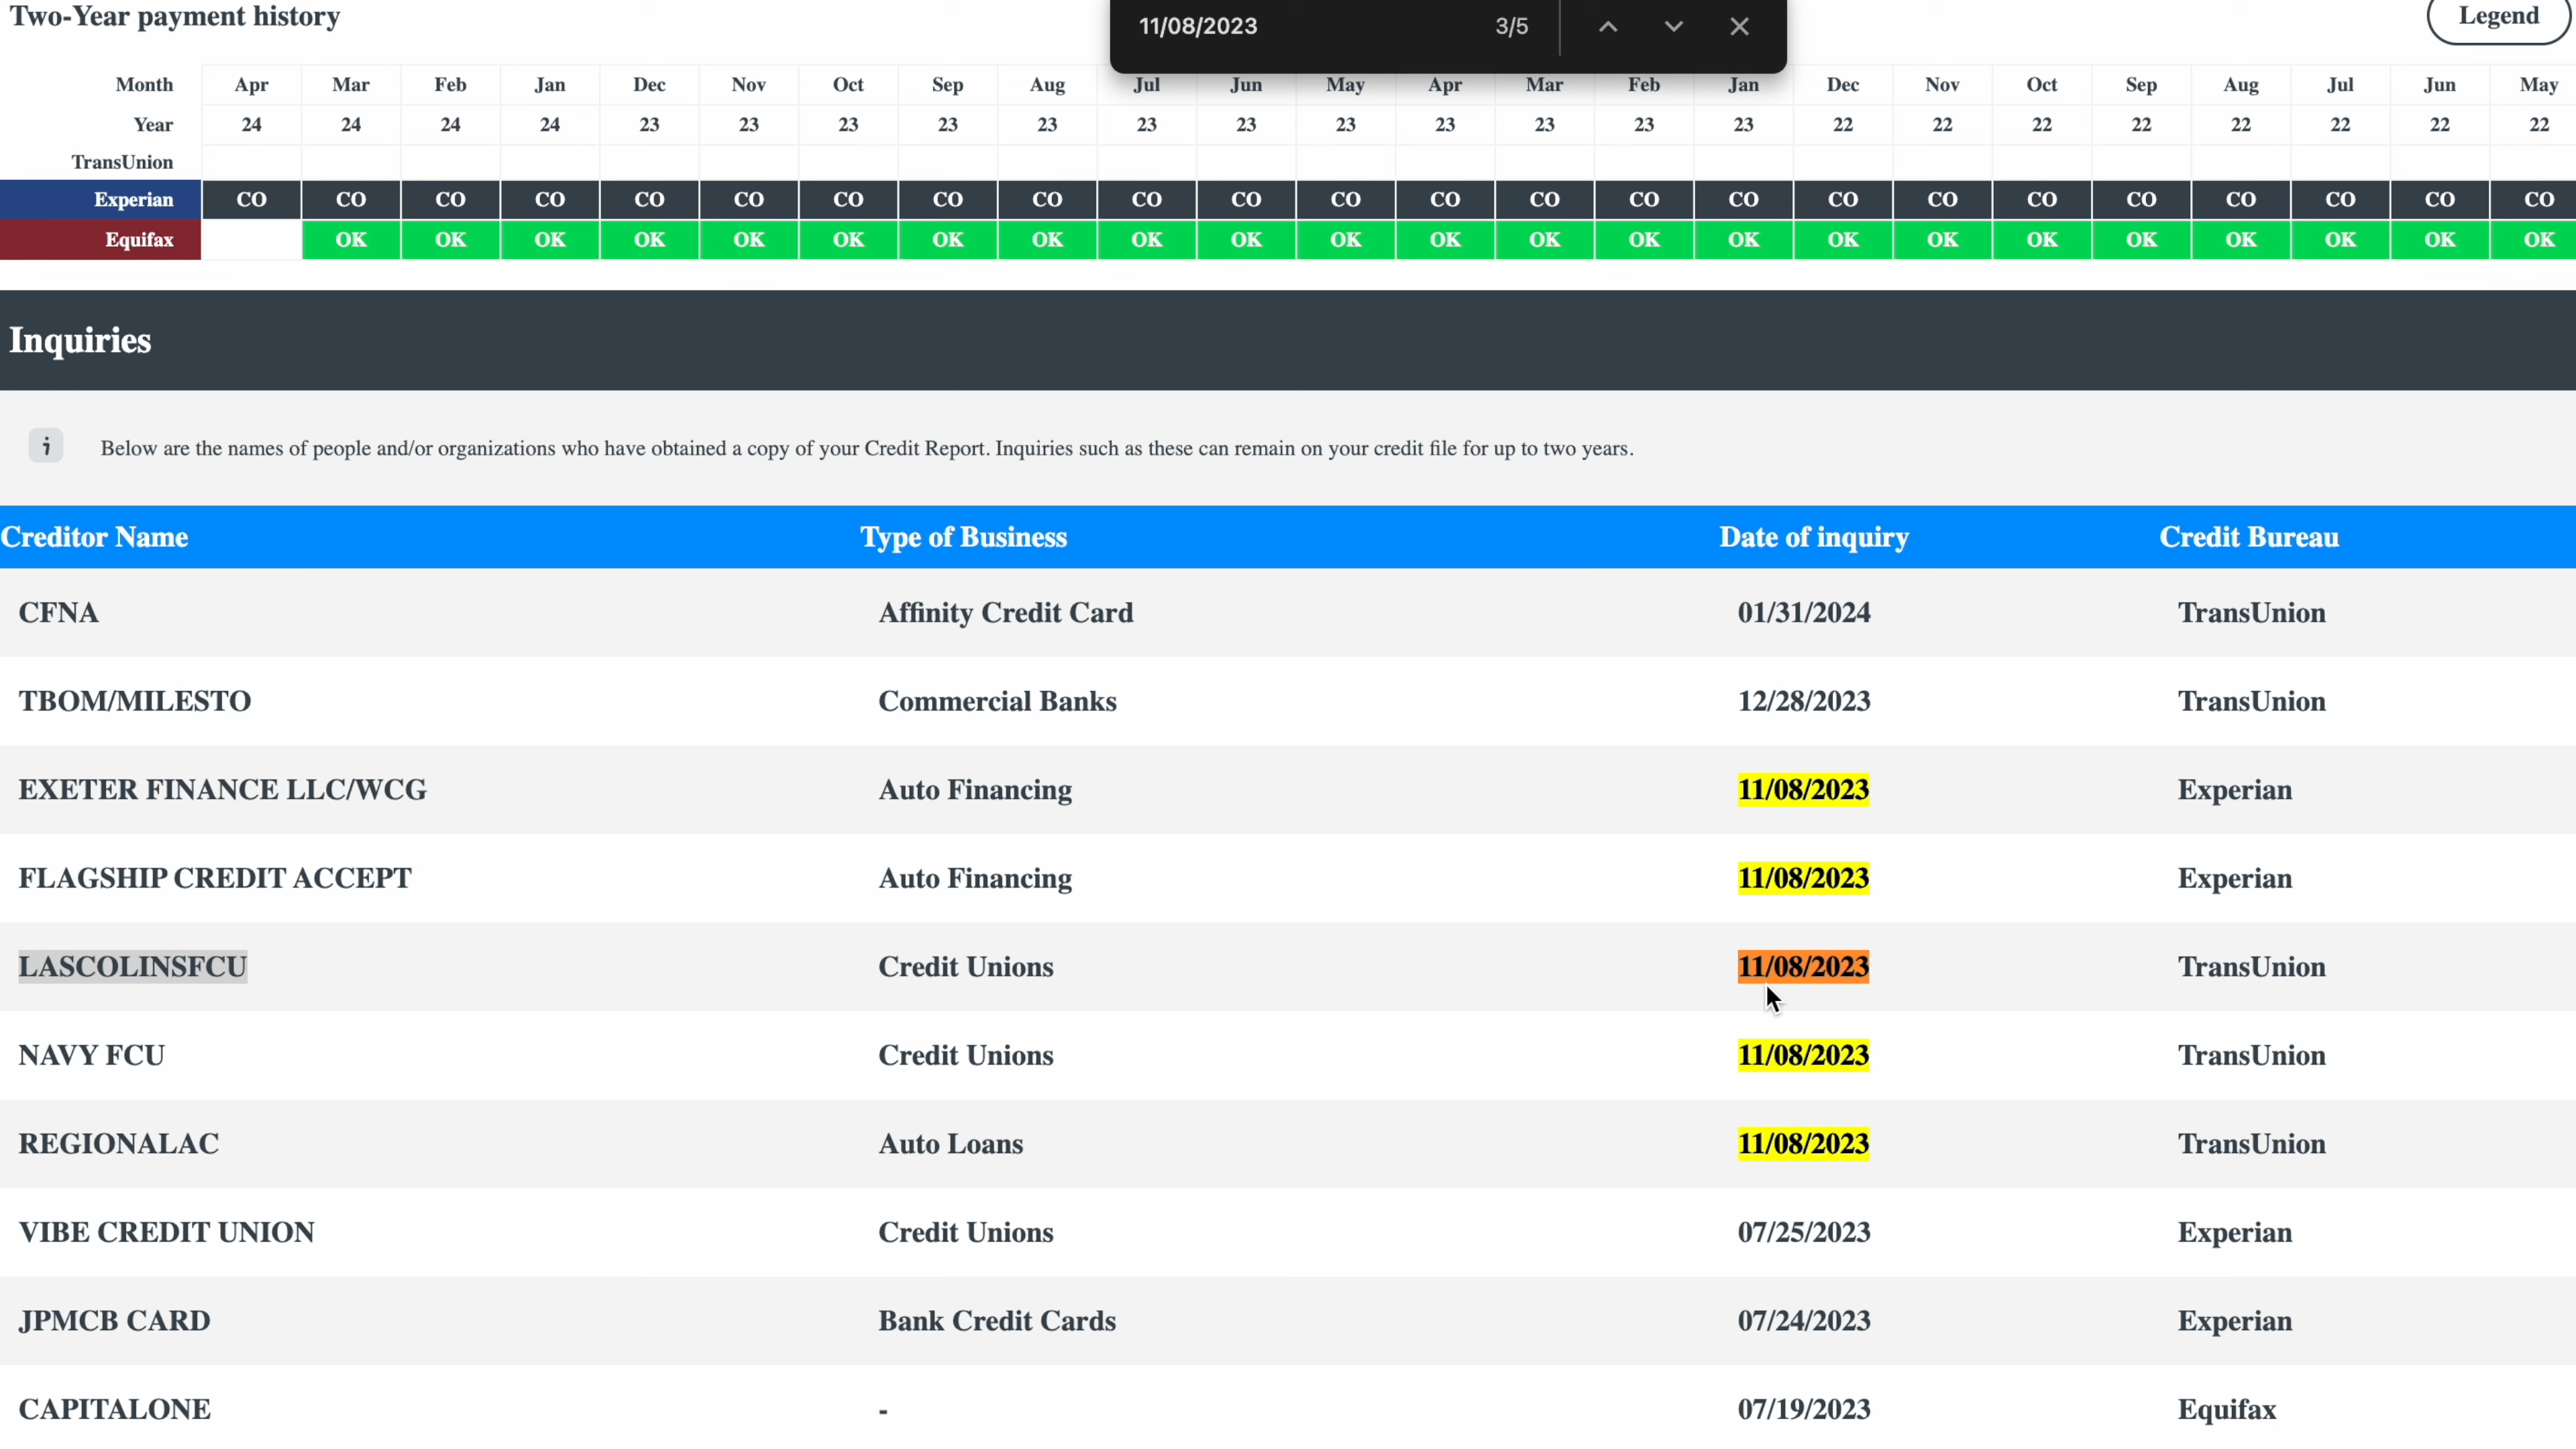 Two-Year payment history
11/08/2023 3/5
Legend
Month Apr Mar Feb Jan Dec Nov Oct Sep Aug Jul Jun May Apr Mar Feb Jan Dec Nov Oct Sep Aug Jul Jun May
Year 24 24 24 24 23 23 23 23 23 23 23 23 23 23 23 23 22 22 22 22 22 22 22 22
TransUnion
Experian CO CO CO CO CO CO CO CO CO CO CO CO CO CO CO CO CO CO CO CO CO CO CO CO
Equifax OK OK OK OK OK OK OK OK OK OK OK OK OK OK OK OK OK OK OK OK OK OK OK
Inquiries
i Below are the names of people and/or organizations who have obtained a copy of your Credit Report. Inquiries such as these can remain on your credit file for up to two years.
Creditor Name Type of Business Date of inquiry Credit Bureau
CFNA Affinity Credit Card 01/31/2024 TransUnion
TBOM/MILESTO Commercial Banks 12/28/2023 TransUnion
EXETER FINANCE LLC/WCG Auto Financing 11/08/2023 Experian
FLAGSHIP CREDIT ACCEPT Auto Financing 11/08/2023 Experian
LASCOLINSFCU Credit Unions 11/08/2023 TransUnion
NAVY FCU Credit Unions 11/08/2023 TransUnion
REGIONALAC Auto Loans 11/08/2023 TransUnion
VIBE CREDIT UNION Credit Unions 07/25/2023 Experian
JPMCB CARD Bank Credit Cards 07/24/2023 Experian
CAPITALONE - 07/19/2023 Equifax